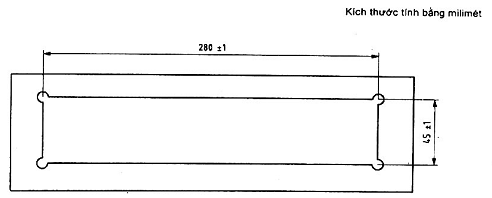 Kích thước tính bằng milimét
280 ±1
45 ±1